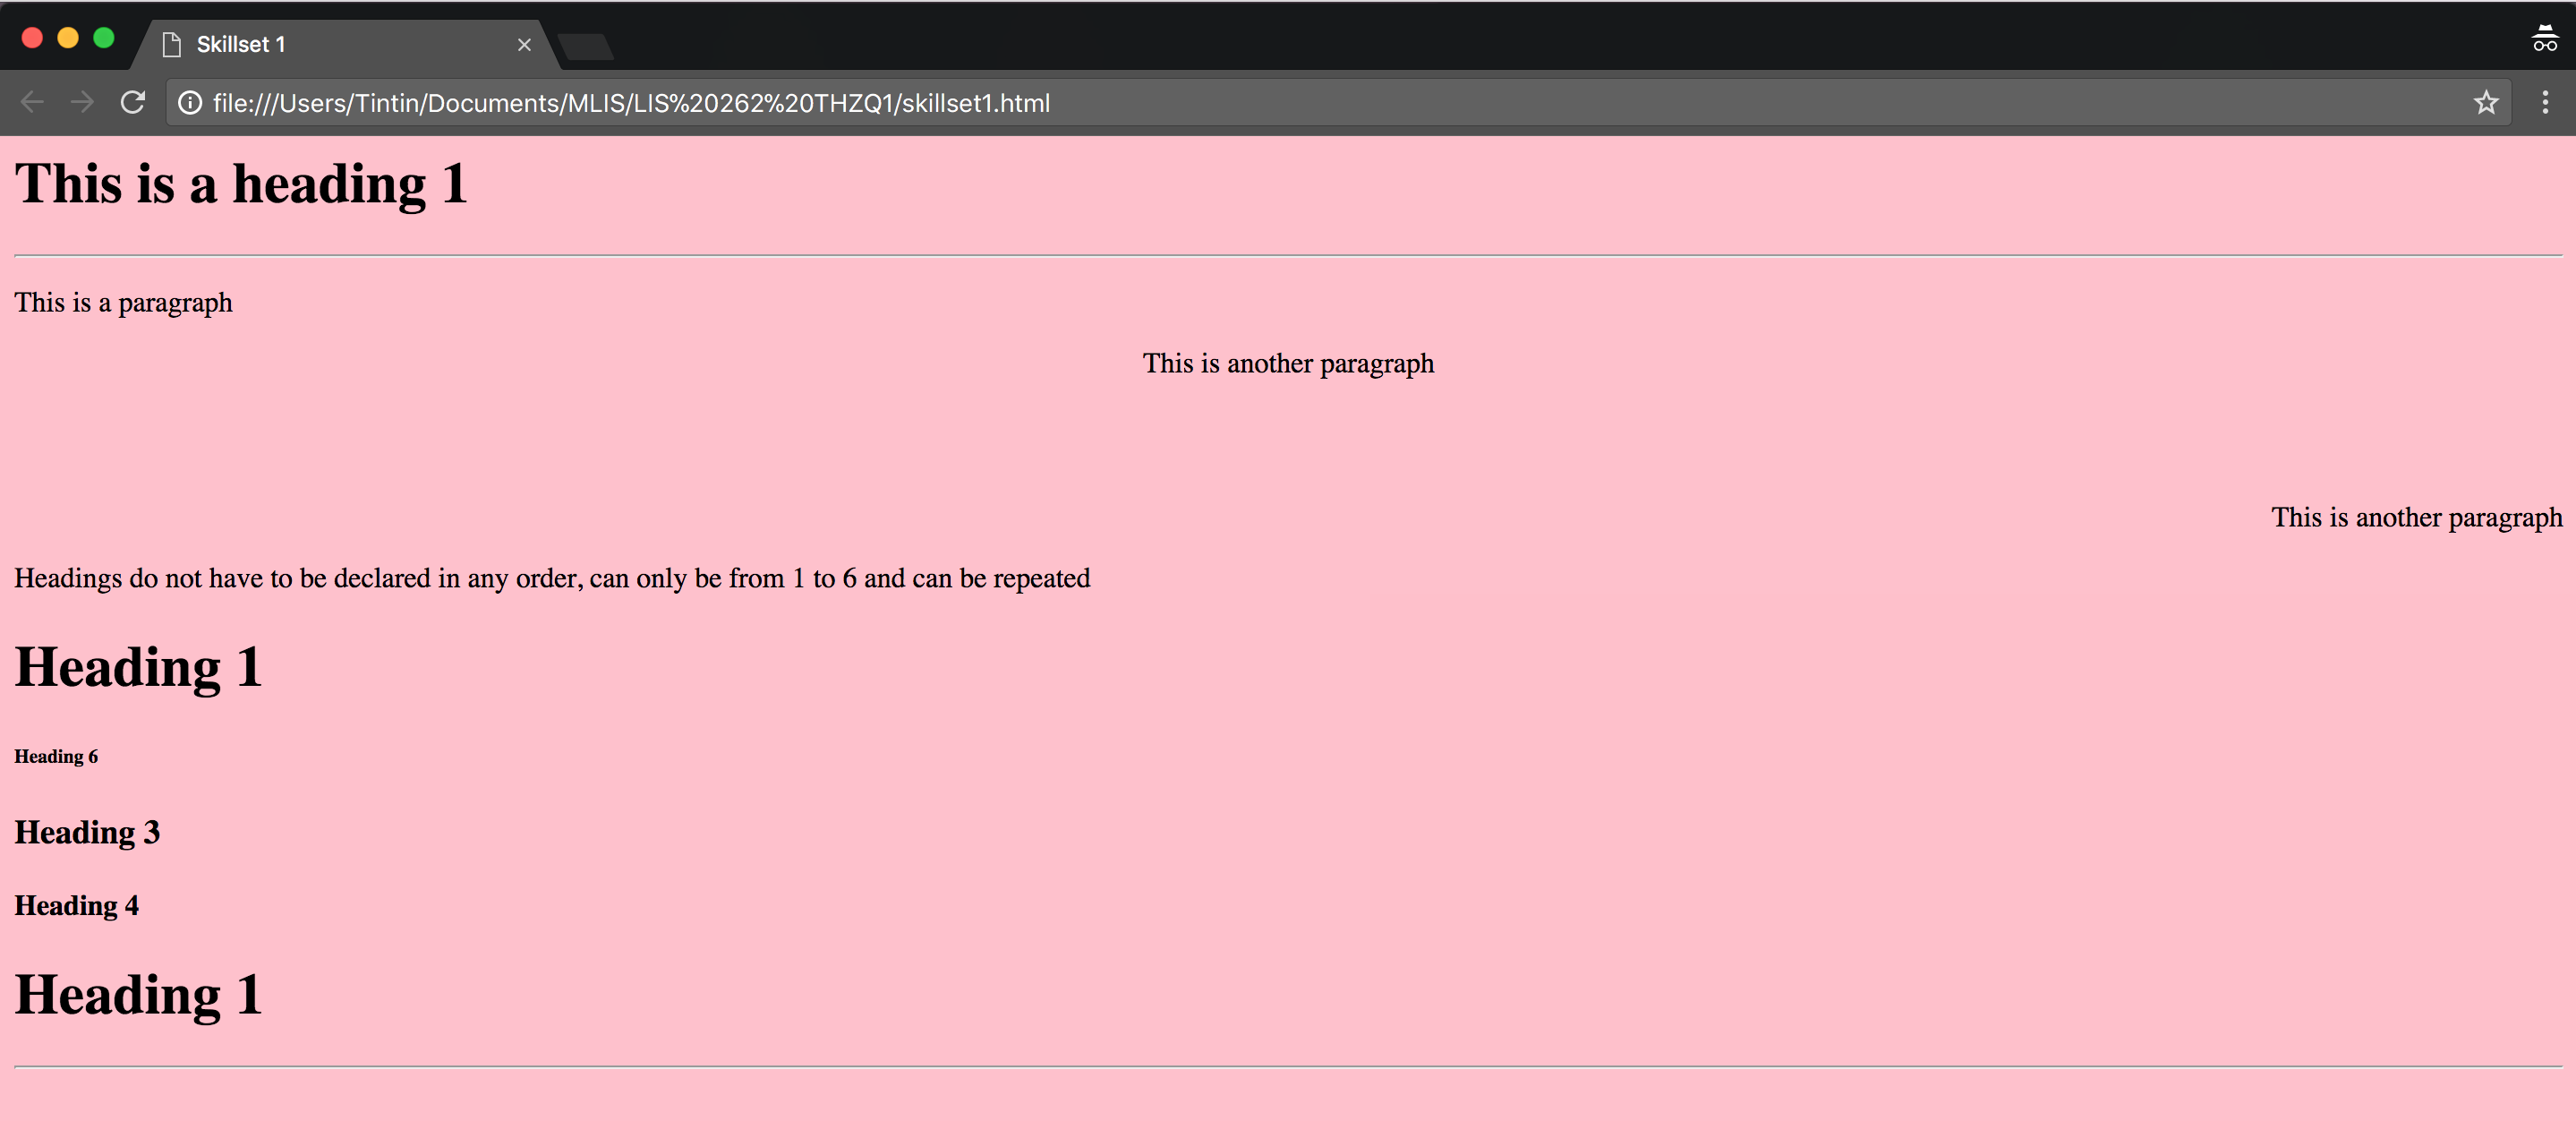 Skillset 1
file:///Users/Tintin/Documents/MLIS/LIS%20262%20THZQ1/skillset1.html
This is a heading 1
This is a paragraph
This is another paragraph
This is another paragraph
Headings do not have to be declared in any order, can only be from 1 to 6 and can be repeated
Heading 1
Heading 6
Heading 3
Heading 4
Heading 1